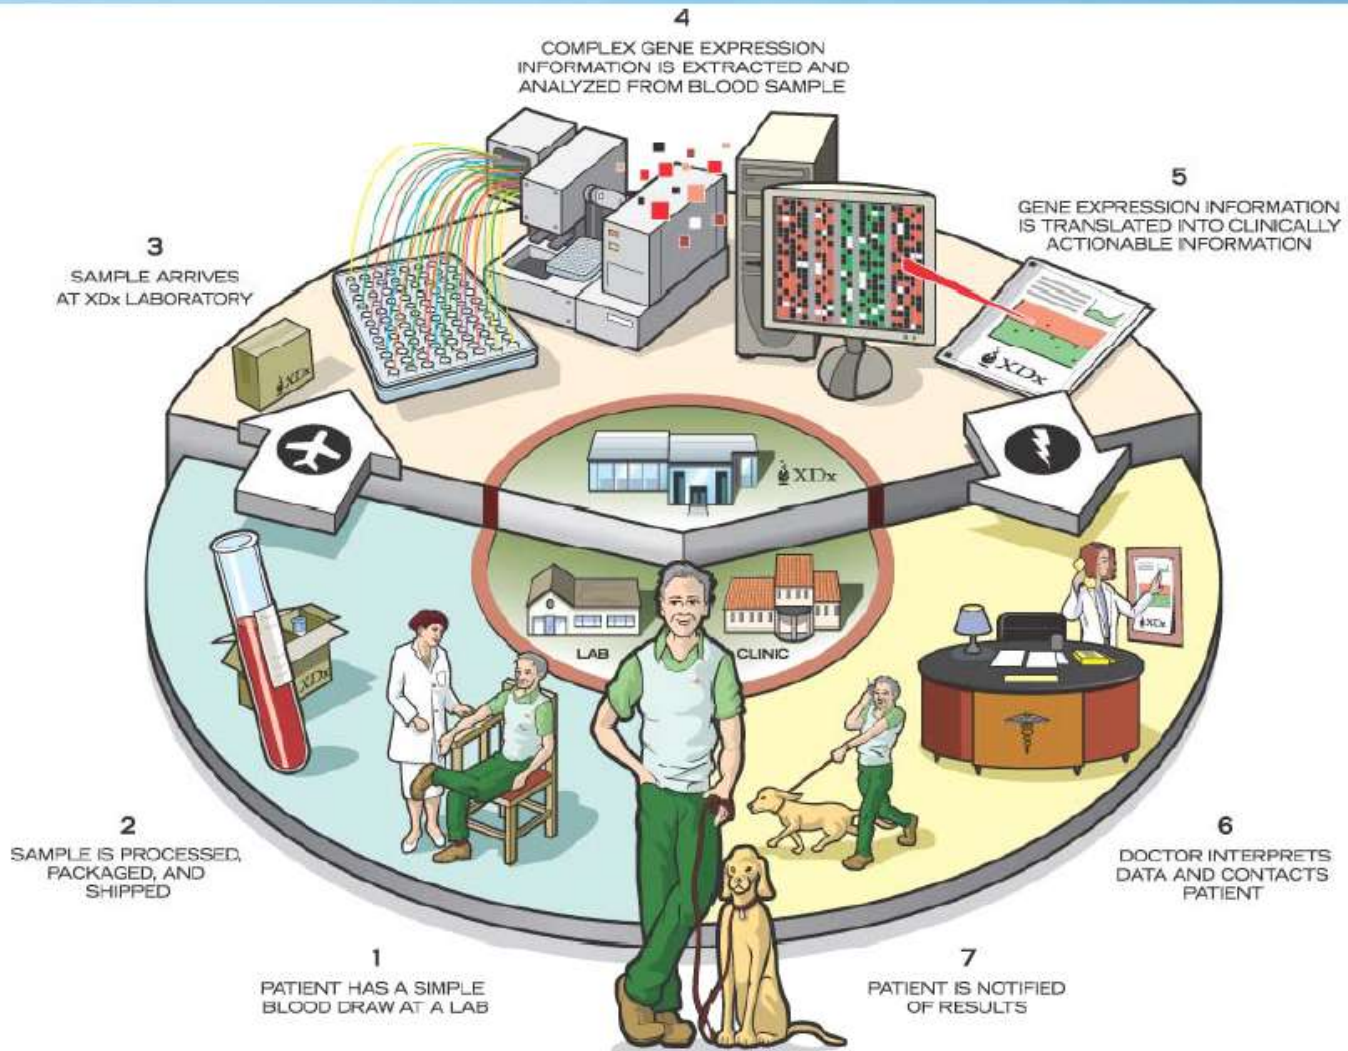 4
COMPLEX GENE EXPRESSION
INFORMATION IS EXTRACTED AND
ANALYZED FROM BLOOD SAMPLE
5
GENE EXPRESSION INFORMATION
IS TRANSLATED INTO CLINICALLY
ACTIONABLE INFORMATION
3
SAMPLE ARRIVES
AT XDx LABORATORY
XDx
XDx
XDx
LAB
CLINIC
XDx
XDx
2
SAMPLE IS PROCESSED,
PACKAGED, AND
SHIPPED
6
DOCTOR INTERPRETS
DATA AND CONTACTS
PATIENT
1
PATIENT HAS A SIMPLE
BLOOD DRAW AT A LAB
7
PATIENT IS NOTIFIED
OF RESULTS